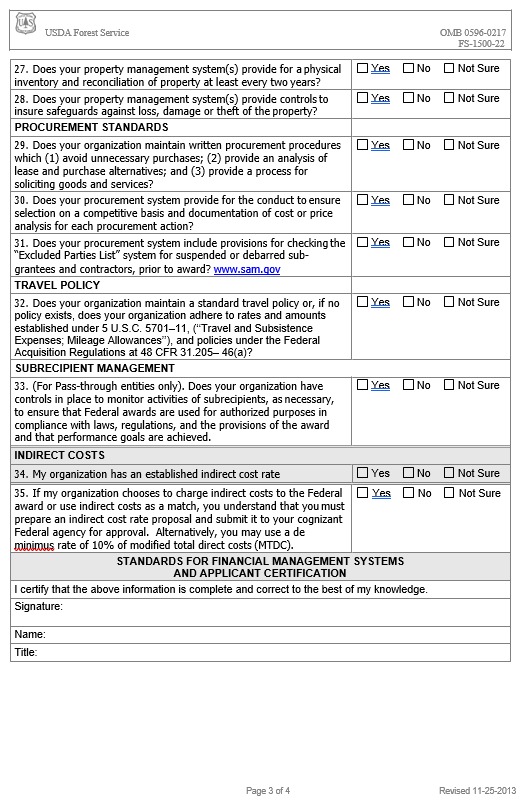 USDA Forest Service
OMB 0596-0217
FS-1500-22
27. Does your property management system(s) provide for a physical
inventory and reconciliation of property at least every two years?
☐ Yes ☐ No ☐ Not Sure
28. Does your property management system(s) provide controls to
insure safeguards against loss, damage or theft of the property?
☐ Yes ☐ No ☐ Not Sure
PROCUREMENT STANDARDS
29. Does your organization maintain written procurement procedures
which (1) avoid unnecessary purchases; (2) provide an analysis of
lease and purchase alternatives; and (3) provide a process for
soliciting goods and services?
☐ Yes ☐ No ☐ Not Sure
30. Does your procurement system provide for the conduct to ensure
selection on a competitive basis and documentation of cost or price
analysis for each procurement action?
☐ Yes ☐ No ☐ Not Sure
31. Does your procurement system include provisions for checking the
“Excluded Parties List” system for suspended or debarred sub-
grantees and contractors, prior to award? www.sam.gov
☐ Yes ☐ No ☐ Not Sure
TRAVEL POLICY
32. Does your organization maintain a standard travel policy or, if no
policy exists, does your organization adhere to rates and amounts
established under 5 U.S.C. 5701–11, (“Travel and Subsistence
Expenses; Mileage Allowances”), and policies under the Federal
Acquisition Regulations at 48 CFR 31.205– 46(a)?
☐ Yes ☐ No ☐ Not Sure
SUBRECIPIENT MANAGEMENT
33. (For Pass-through entities only). Does your organization have
controls in place to monitor activities of subrecipients, as necessary,
to ensure that Federal awards are used for authorized purposes in
compliance with laws, regulations, and the provisions of the award
and that performance goals are achieved.
☐ Yes ☐ No ☐ Not Sure
INDIRECT COSTS
34. My organization has an established indirect cost rate
☐ Yes ☐ No ☐ Not Sure
35. If my organization chooses to charge indirect costs to the Federal
award or use indirect costs as a match, you understand that you must
prepare an indirect cost rate proposal and submit it to your cognizant
Federal agency for approval. Alternatively, you may use a de
minimus rate of 10% of modified total direct costs (MTDC).
☐ Yes ☐ No ☐ Not Sure
STANDARDS FOR FINANCIAL MANAGEMENT SYSTEMS
AND APPLICANT CERTIFICATION
I certify that the above information is complete and correct to the best of my knowledge.
Signature:
Name:
Title:
Page 3 of 4
Revised 11-25-2013